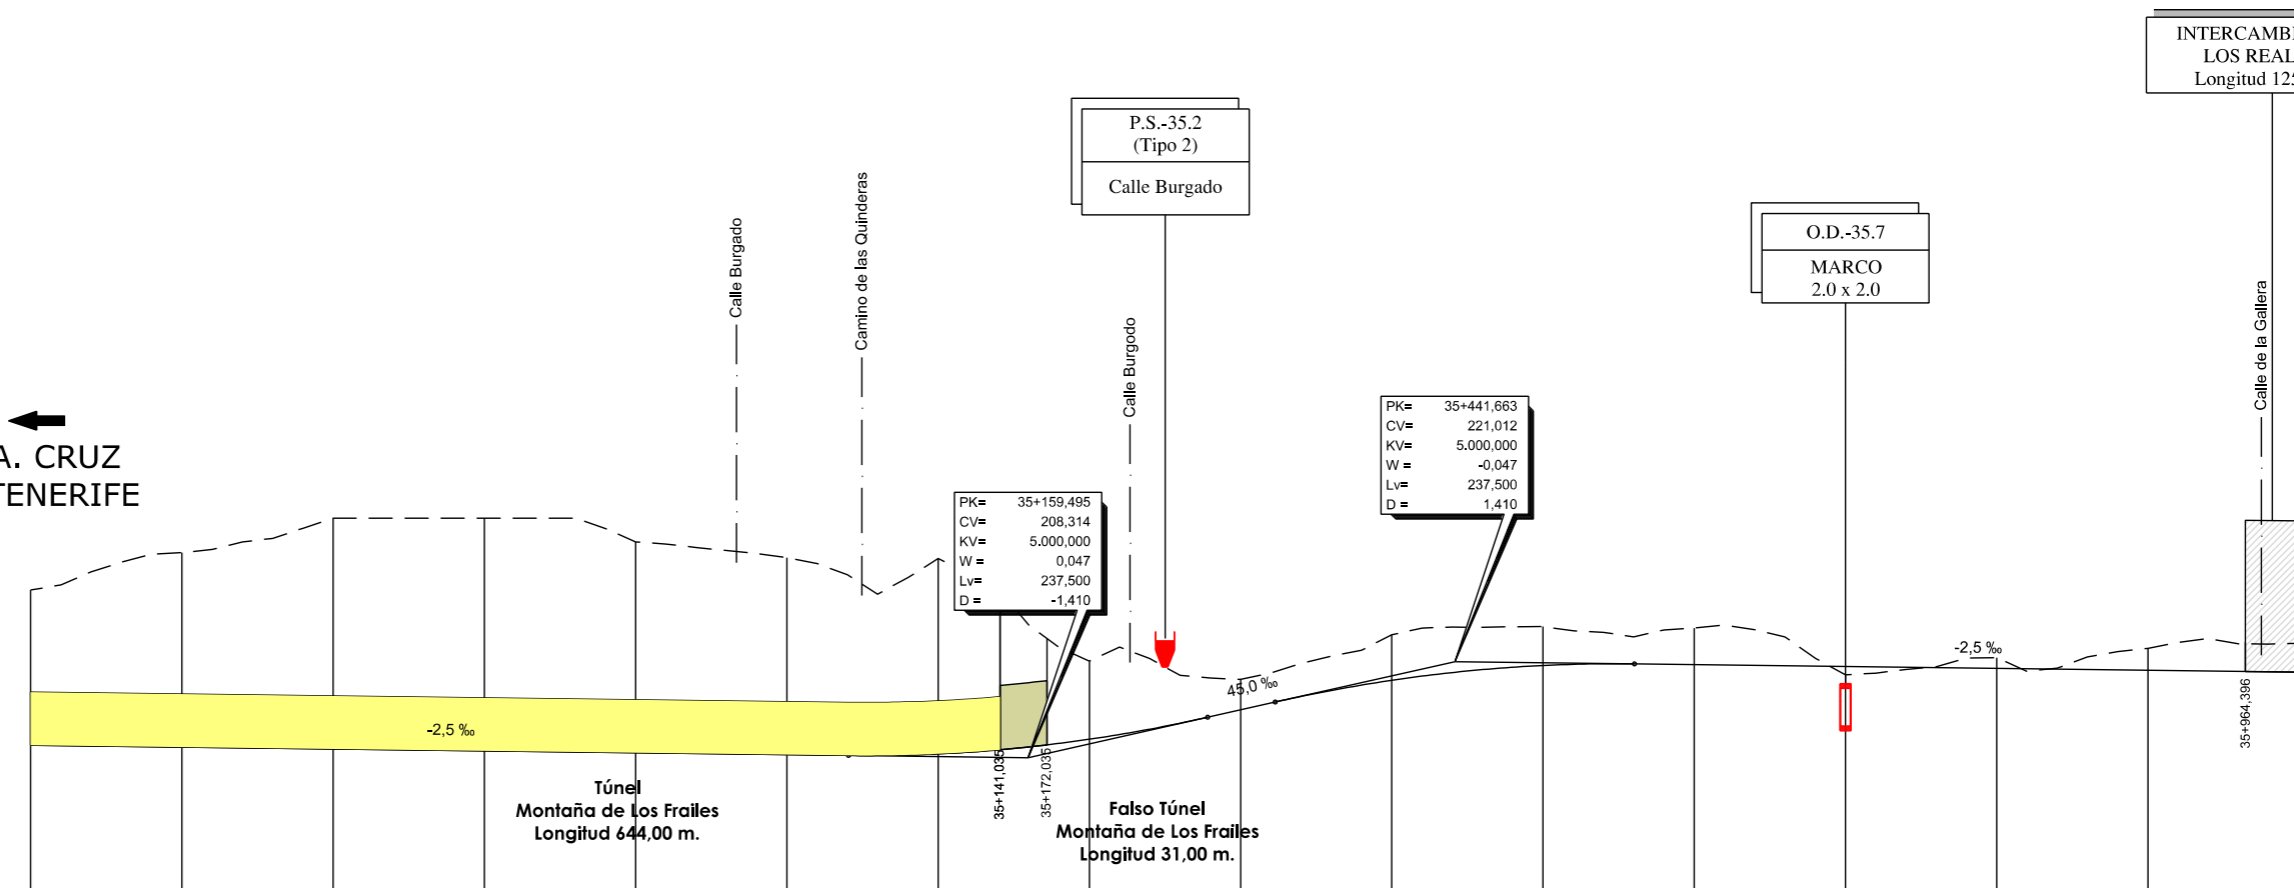 INTERCAMBI
LOS REAL
Longitud 125
P.S.-35.2
(Tipo 2)
Calle Burgado
O.D.-35.7
MARCO
2.0 x 2.0
Calle Burgado
Camino de las Quinderas
Calle Burgodo
Calle de la Gallera
A. CRUZ
TENERIFE
PK= 35+159,495
CV= 208,314
KV= 5.000,000
W = 0,047
Lv= 237,500
D = -1,410
PK= 35+441,663
CV= 221,012
KV= 5.000,000
W = -0,047
Lv= 237,500
D = 1,410
-2,5 ‰
45,0 ‰
-2,5 ‰
35+141,035
35+172,035
35+964,396
Túnel
Montaña de Los Frailes
Longitud 644,00 m.
Falso Túnel
Montaña de Los Frailes
Longitud 31,00 m.